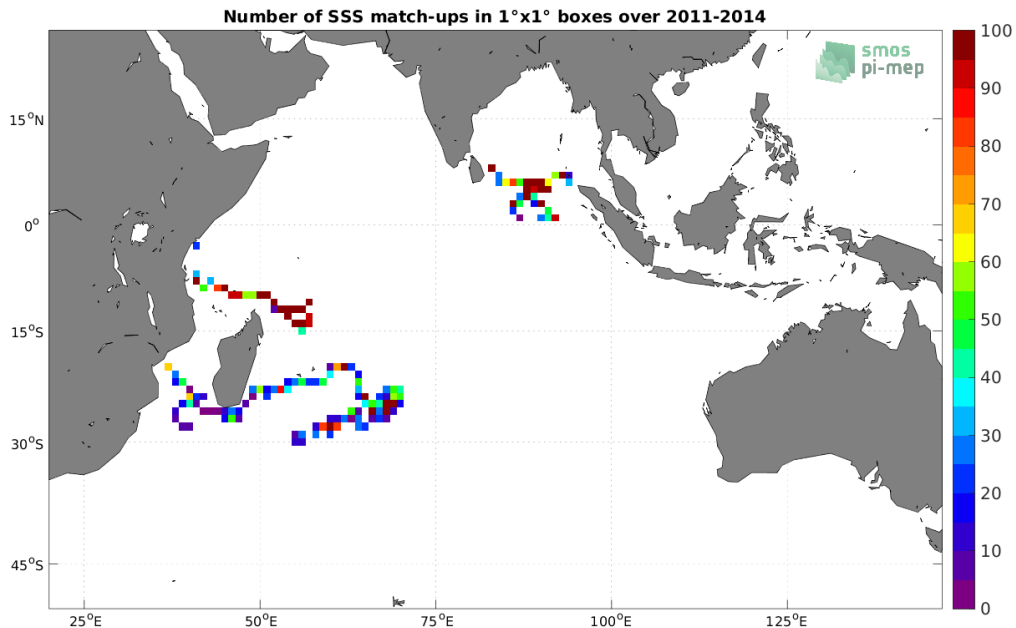 Number of SSS match-ups in 1°x1° boxes over 2011-2014
smos
pi-mep
100
90
80
70
60
50
40
30
20
10
0
15°N
0°
15°S
30°S
45°S
25°E
50°E
75°E
100°E
125°E